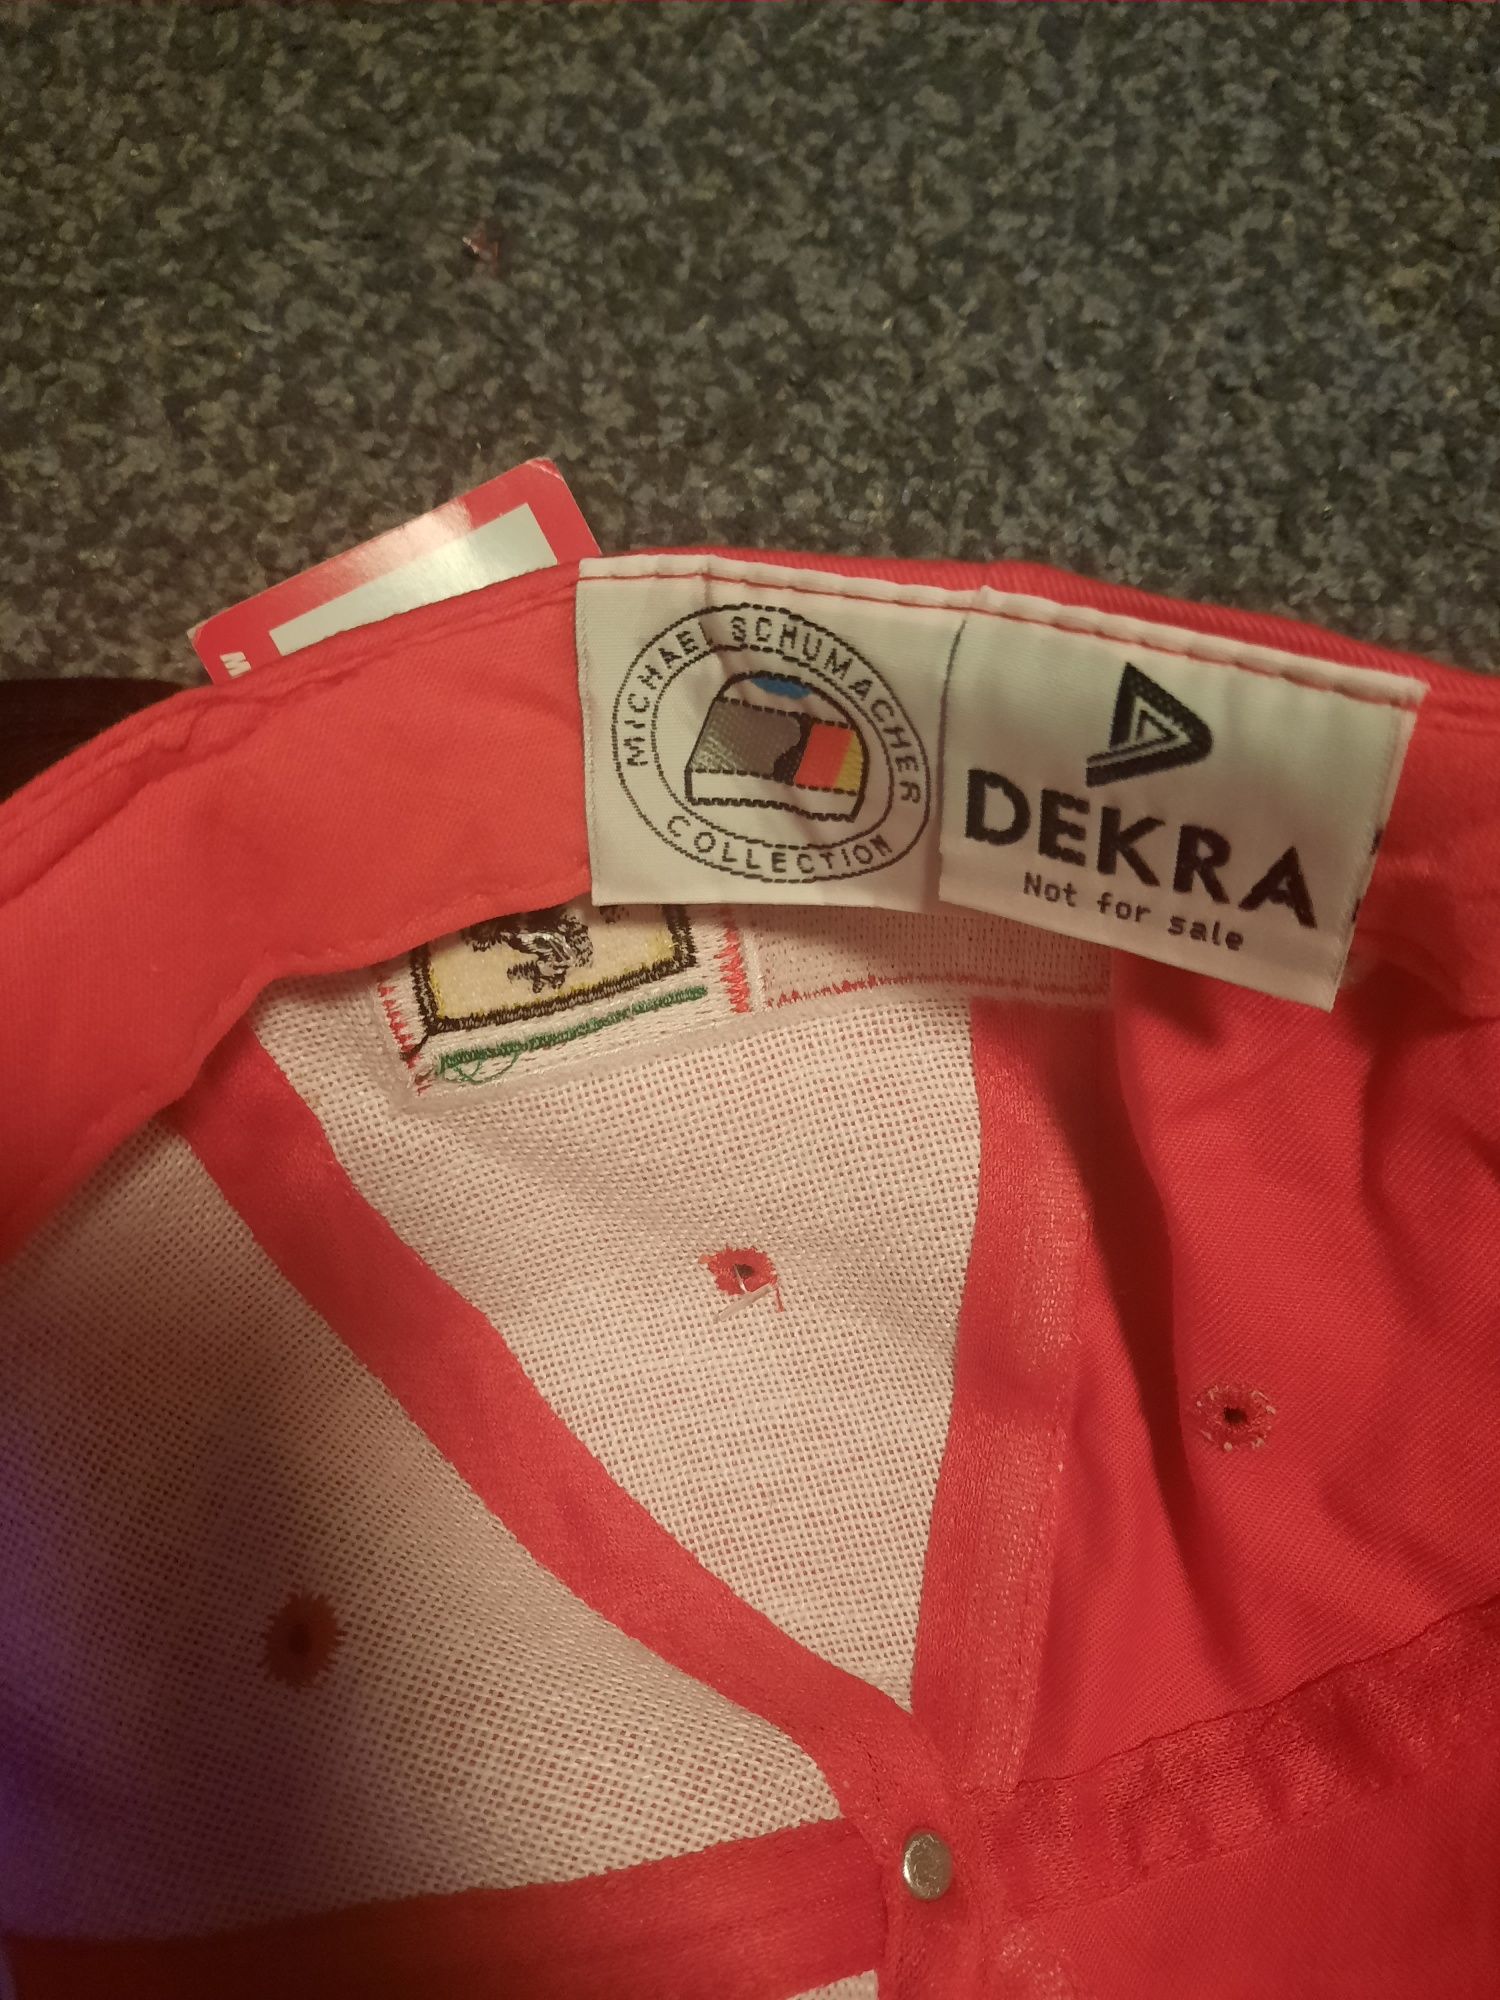 MICHAEL SCHUMACHER
COLLECTION
DEKRA
Not for sale
M